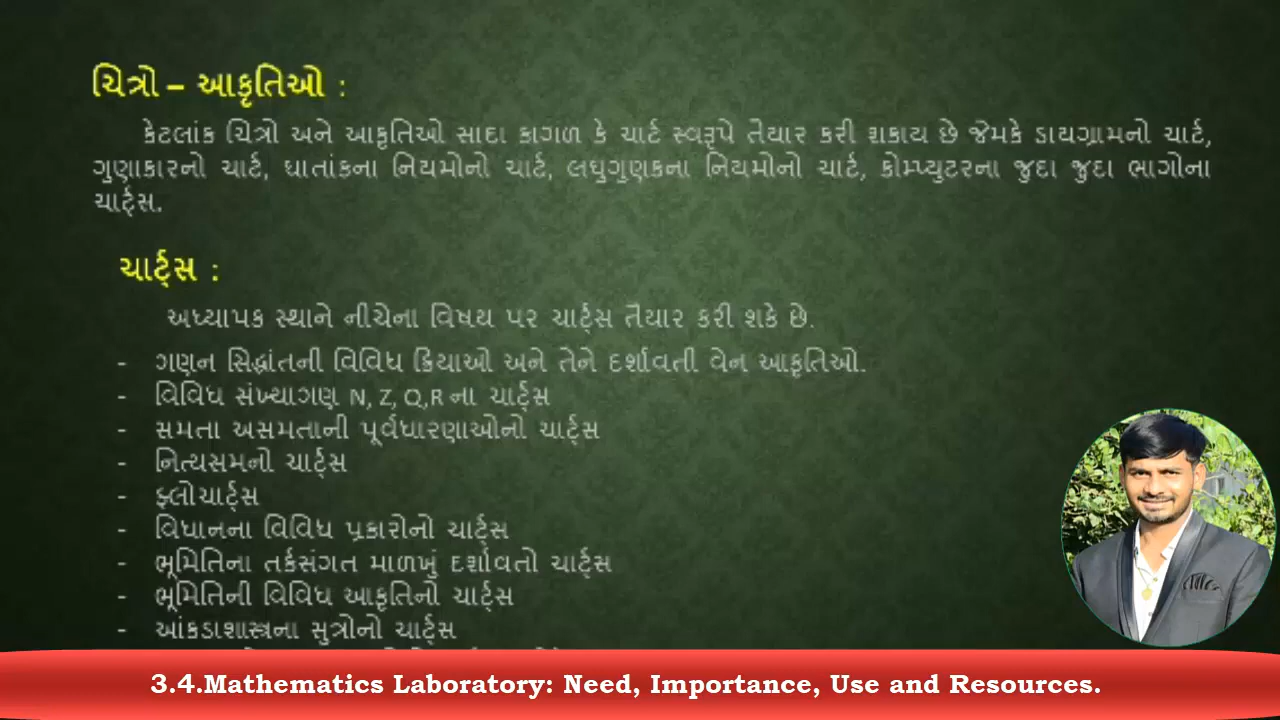 ચિત્રો – આકૃતિઓ :
કેટલાંક ચિત્રો અને આકૃતિઓ સાદા કાગળ કે ચાર્ટ સ્વરૂપે તૈયાર કરી શકાય છે જેમકે ડાયગ્રામનો ચાર્ટ,
ગુણાકારનો ચાર્ટ, ઘાતાંકના નિયમોનો ચાર્ટ, લઘુગુણકના નિયમોનો ચાર્ટ, કોમ્પ્યુટરના જુદા જુદા ભાગોના
ચાર્ટ્સ.
ચાર્ટ્સ :
અધ્યાપક સ્થાને નીચેના વિષય પર ચાર્ટ્સ તૈયાર કરી શકે છે.
- ગણન સિદ્ધાંતની વિવિધ ક્રિયાઓ અને તેને દર્શાવતી વેન આકૃતિઓ.
- વિવિધ સંખ્યાગણ N, Z, Q,R ના ચાર્ટ્સ
- સમતા અસમતાની પૂર્વધારણાઓનો ચાર્ટ્સ
- નિત્યસમનો ચાર્ટ્સ
- ફ્લોચાર્ટ્સ
- વિધાનના વિવિધ પ્રકારોનો ચાર્ટ્સ
- ભૂમિતિના તર્કસંગત માળખું દર્શાવતો ચાર્ટ્સ
- ભૂમિતિની વિવિધ આકૃતિનો ચાર્ટ્સ
- આંકડાશાસ્ત્રના સુત્રોનો ચાર્ટ્સ
3.4.Mathematics Laboratory: Need, Importance, Use and Resources.